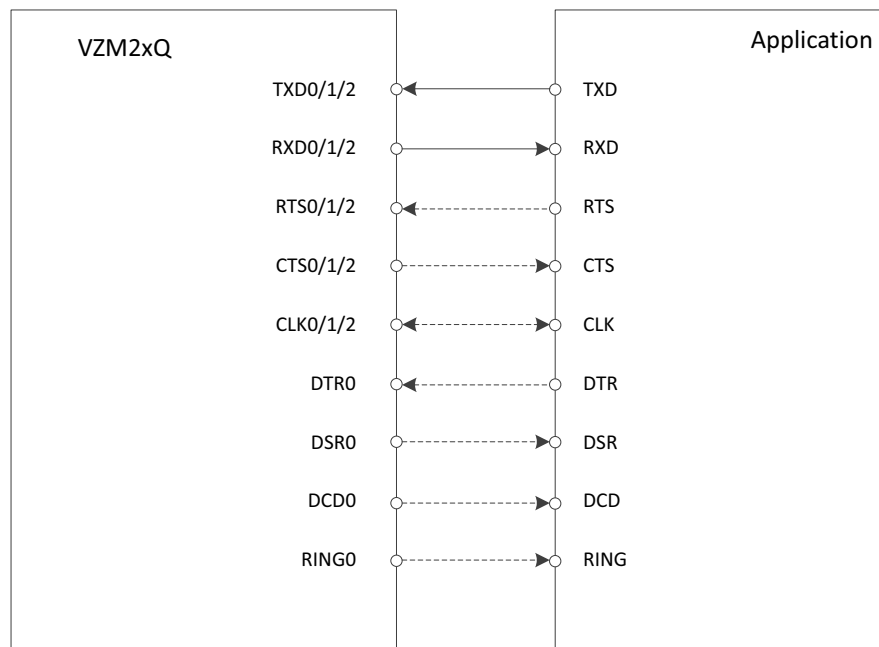 VZM2xQ Application
TXD0/1/2 TXD
RXD0/1/2 RXD
RTS0/1/2 RTS
CTS0/1/2 CTS
CLK0/1/2 CLK
DTR0 DTR
DSR0 DSR
DCD0 DCD
RING0 RING